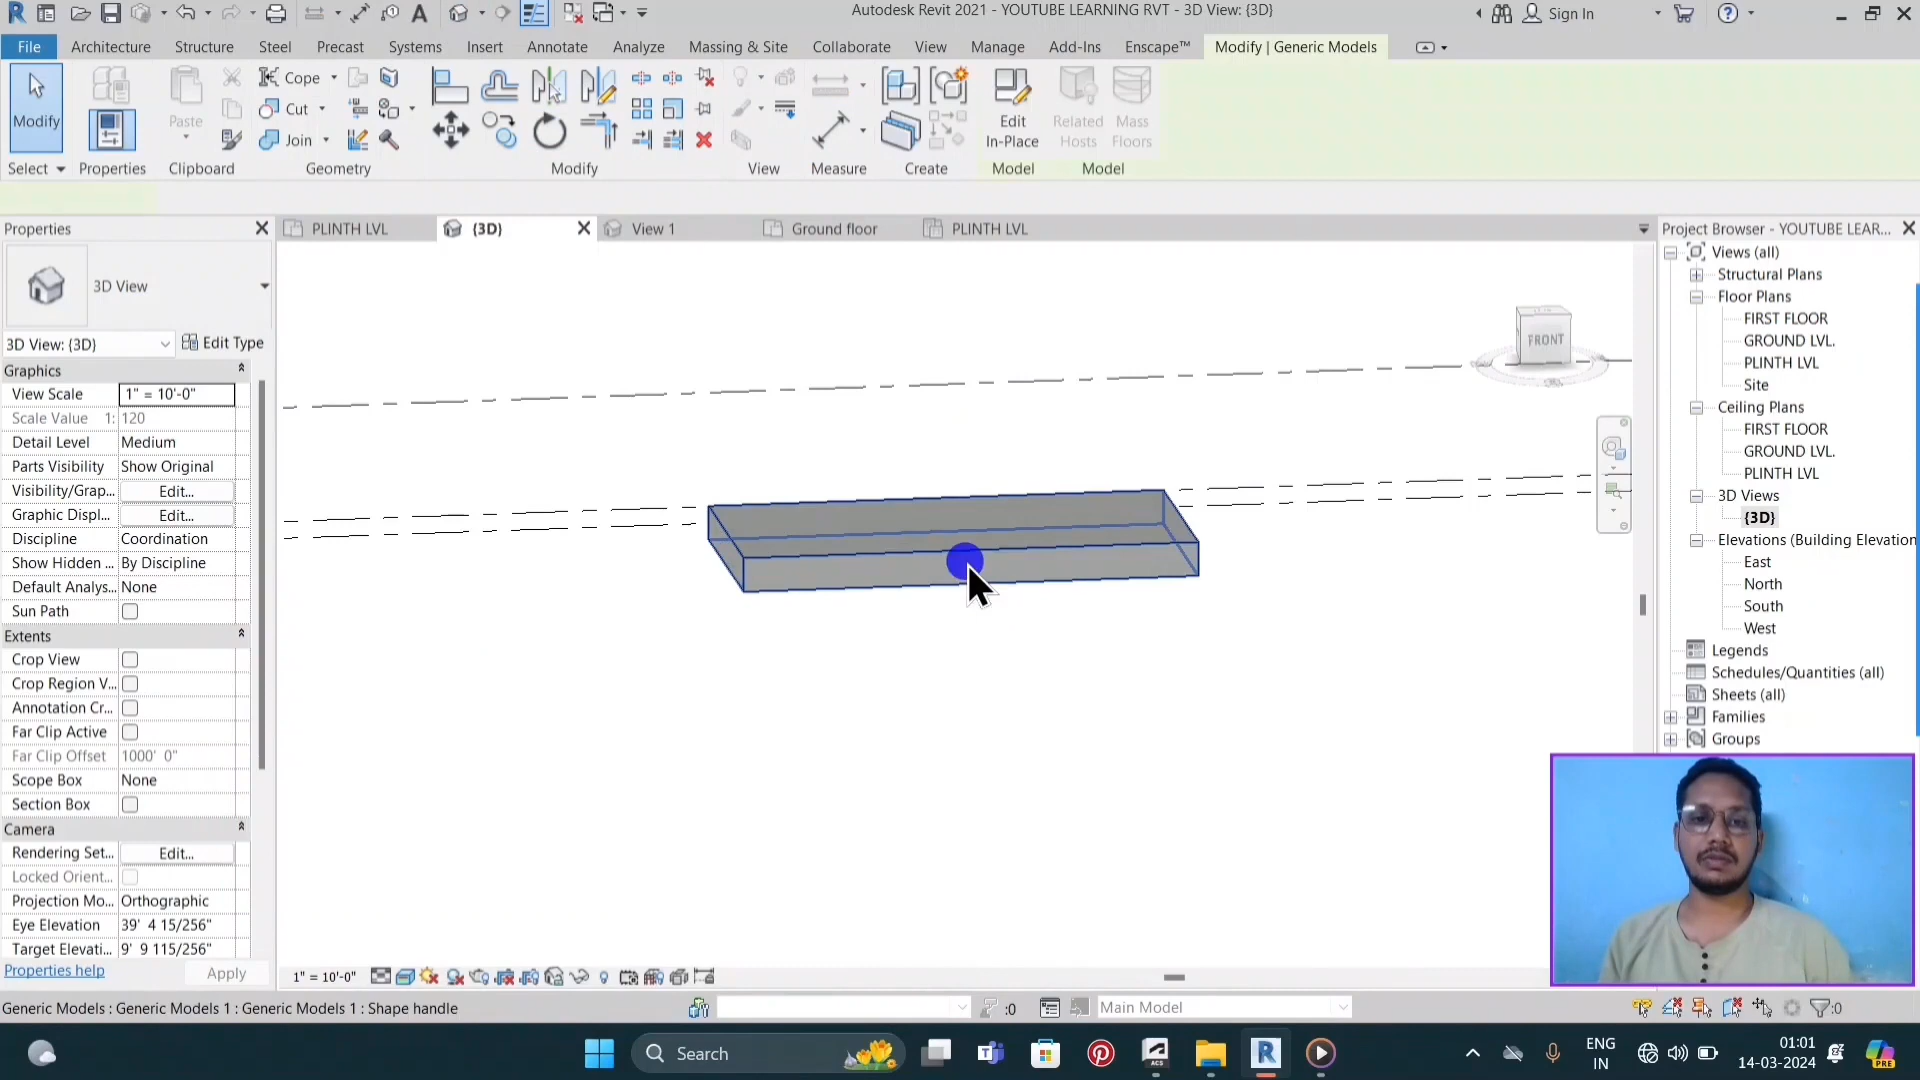 Autodesk Revit 2021 - YOUTUBE LEARNING RVT - 3D View: {3D}
Sign In
File
Architecture
Structure
Steel
Precast
Systems
Insert
Annotate
Analyze
Massing & Site
Collaborate
View
Manage
Add-Ins
Enscape™
Modify | Generic Models
Modify
Paste
Cope
Cut
Join
Edit
In-Place
Related
Hosts
Mass
Floors
Select
Properties
Clipboard
Geometry
Modify
View
Measure
Create
Model
Model
Properties
PLINTH LVL
{3D}
View 1
Ground floor
PLINTH LVL
Project Browser - YOUTUBE LEAR...
3D View
3D View: {3D}
Edit Type
Graphics
View Scale 1" = 10'-0"
Scale Value 1: 120
Detail Level Medium
Parts Visibility Show Original
Visibility/Grap... Edit...
Graphic Displ... Edit...
Discipline Coordination
Show Hidden ... By Discipline
Default Analys... None
Sun Path
Extents
Crop View
Crop Region V...
Annotation Cr...
Far Clip Active
Far Clip Offset 1000' 0"
Scope Box None
Section Box
Camera
Rendering Set... Edit...
Locked Orient...
Projection Mo... Orthographic
Eye Elevation 39' 4 15/256"
Target Elevati... 9' 9 115/256"
Properties help
Apply
FRONT
Views (all)
Structural Plans
Floor Plans
FIRST FLOOR
GROUND LVL.
PLINTH LVL
Site
Ceiling Plans
FIRST FLOOR
GROUND LVL.
PLINTH LVL
3D Views
{3D}
Elevations (Building Elevation
East
North
South
West
Legends
Schedules/Quantities (all)
Sheets (all)
Families
Groups
1" = 10'-0"
Generic Models : Generic Models 1 : Generic Models 1 : Shape handle
:0
Main Model
:0
Search
ENG
IN
01:01
14-03-2024